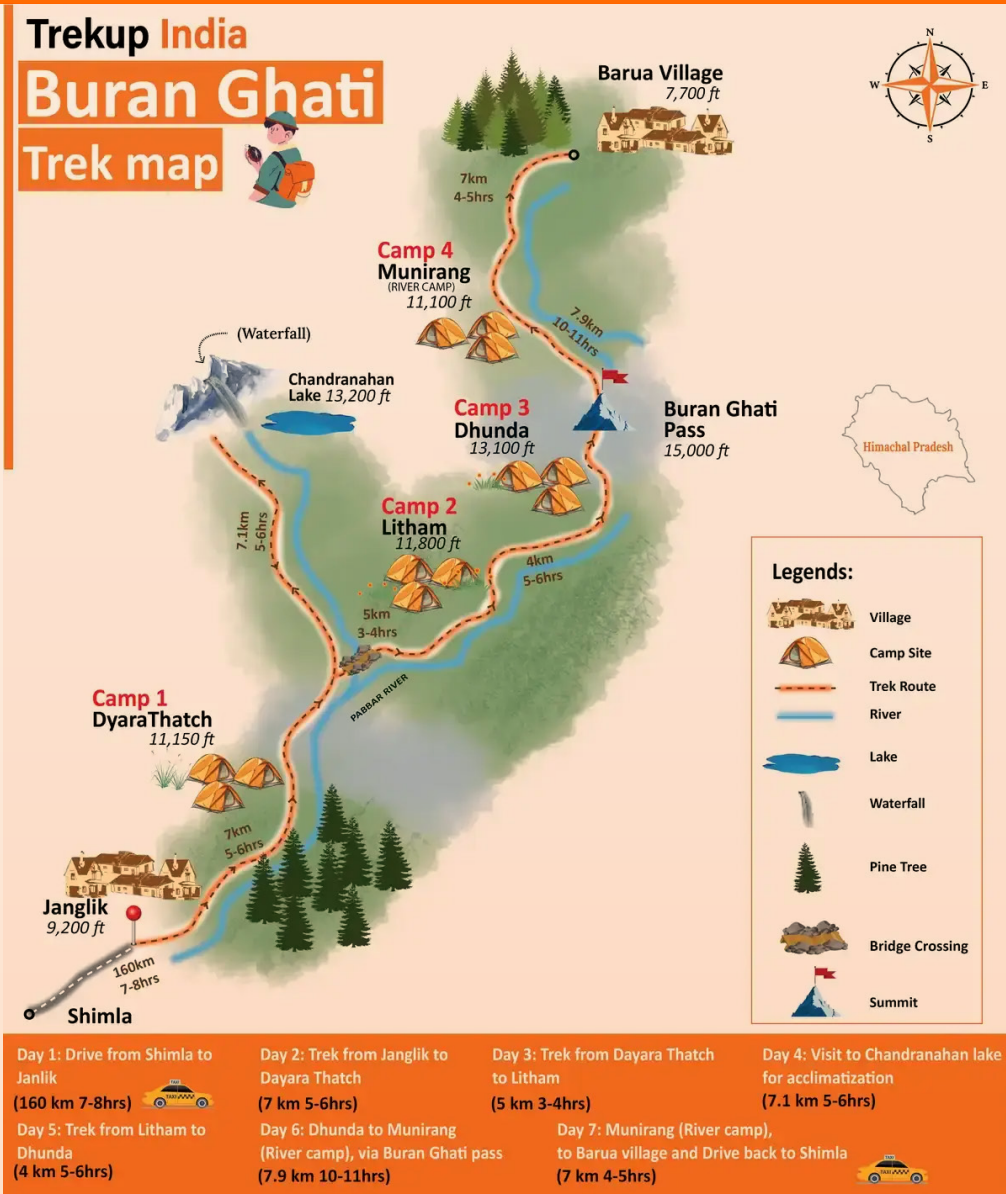 Trekup India
Buran Ghati
Trek map
N
W
E
S
Barua Village
7,700 ft
7km
4-5hrs
Camp 4
Munirang
(RIVER CAMP)
11,100 ft
7.9km
10-11hrs
(Waterfall)
Chandranahan
Lake 13,200 ft
Camp 3
Dhunda
13,100 ft
Buran Ghati
Pass
15,000 ft
Himachal Pradesh
Camp 2
Litham
11,800 ft
7.1km
5-6hrs
4km
5-6hrs
5km
3-4hrs
PABBAR RIVER
Camp 1
DyaraThatch
11,150 ft
7km
5-6hrs
Janglik
9,200 ft
160km
7-8hrs
Shimla
Legends:
Village
Camp Site
Trek Route
River
Lake
Waterfall
Pine Tree
Bridge Crossing
Summit
Day 1: Drive from Shimla to
Janlik
(160 km 7-8hrs)
TAXI
TAXI
Day 2: Trek from Janglik to
Dayara Thatch
(7 km 5-6hrs)
Day 3: Trek from Dayara Thatch
to Litham
(5 km 3-4hrs)
Day 4: Visit to Chandranahan lake
for acclimatization
(7.1 km 5-6hrs)
Day 5: Trek from Litham to
Dhunda
(4 km 5-6hrs)
Day 6: Dhunda to Munirang
(River camp), via Buran Ghati pass
(7.9 km 10-11hrs)
Day 7: Munirang (River camp),
to Barua village and Drive back to Shimla
(7 km 4-5hrs)
TAXI
TAXI